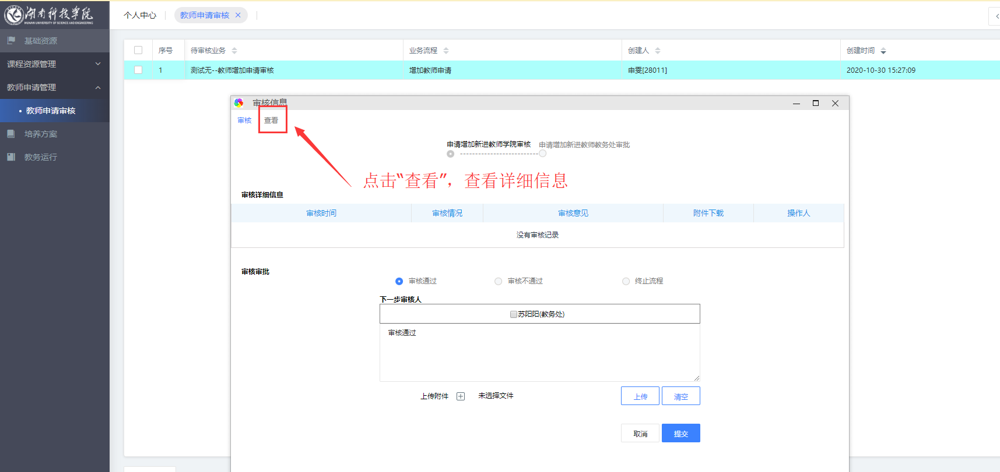 湖南科技学院
HUNAN UNIVERSITY OF SCIENCE AND ENGINEERING
个人中心
教师申请审核
基础资源
课程资源管理
教师申请管理
教师申请审核
培养方案
教务运行
序号 待审核业务 业务流程 创建人 创建时间
1 测试无--教师增加申请审核 增加教师申请 申雯[28011] 2020-10-30 15:27:09
审核信息
审核 查看
申请增加新进教师学院审核 申请增加新进教师教务处审批
点击“查看”，查看详细信息
审核详细信息
审核时间 审核情况 审核意见 附件下载 操作人
没有审核记录
审核审批
审核通过 审核不通过 终止流程
下一步审核人
苏阳阳(教务处)
审核通过
上传附件 未选择文件 上传 清空
取消 提交